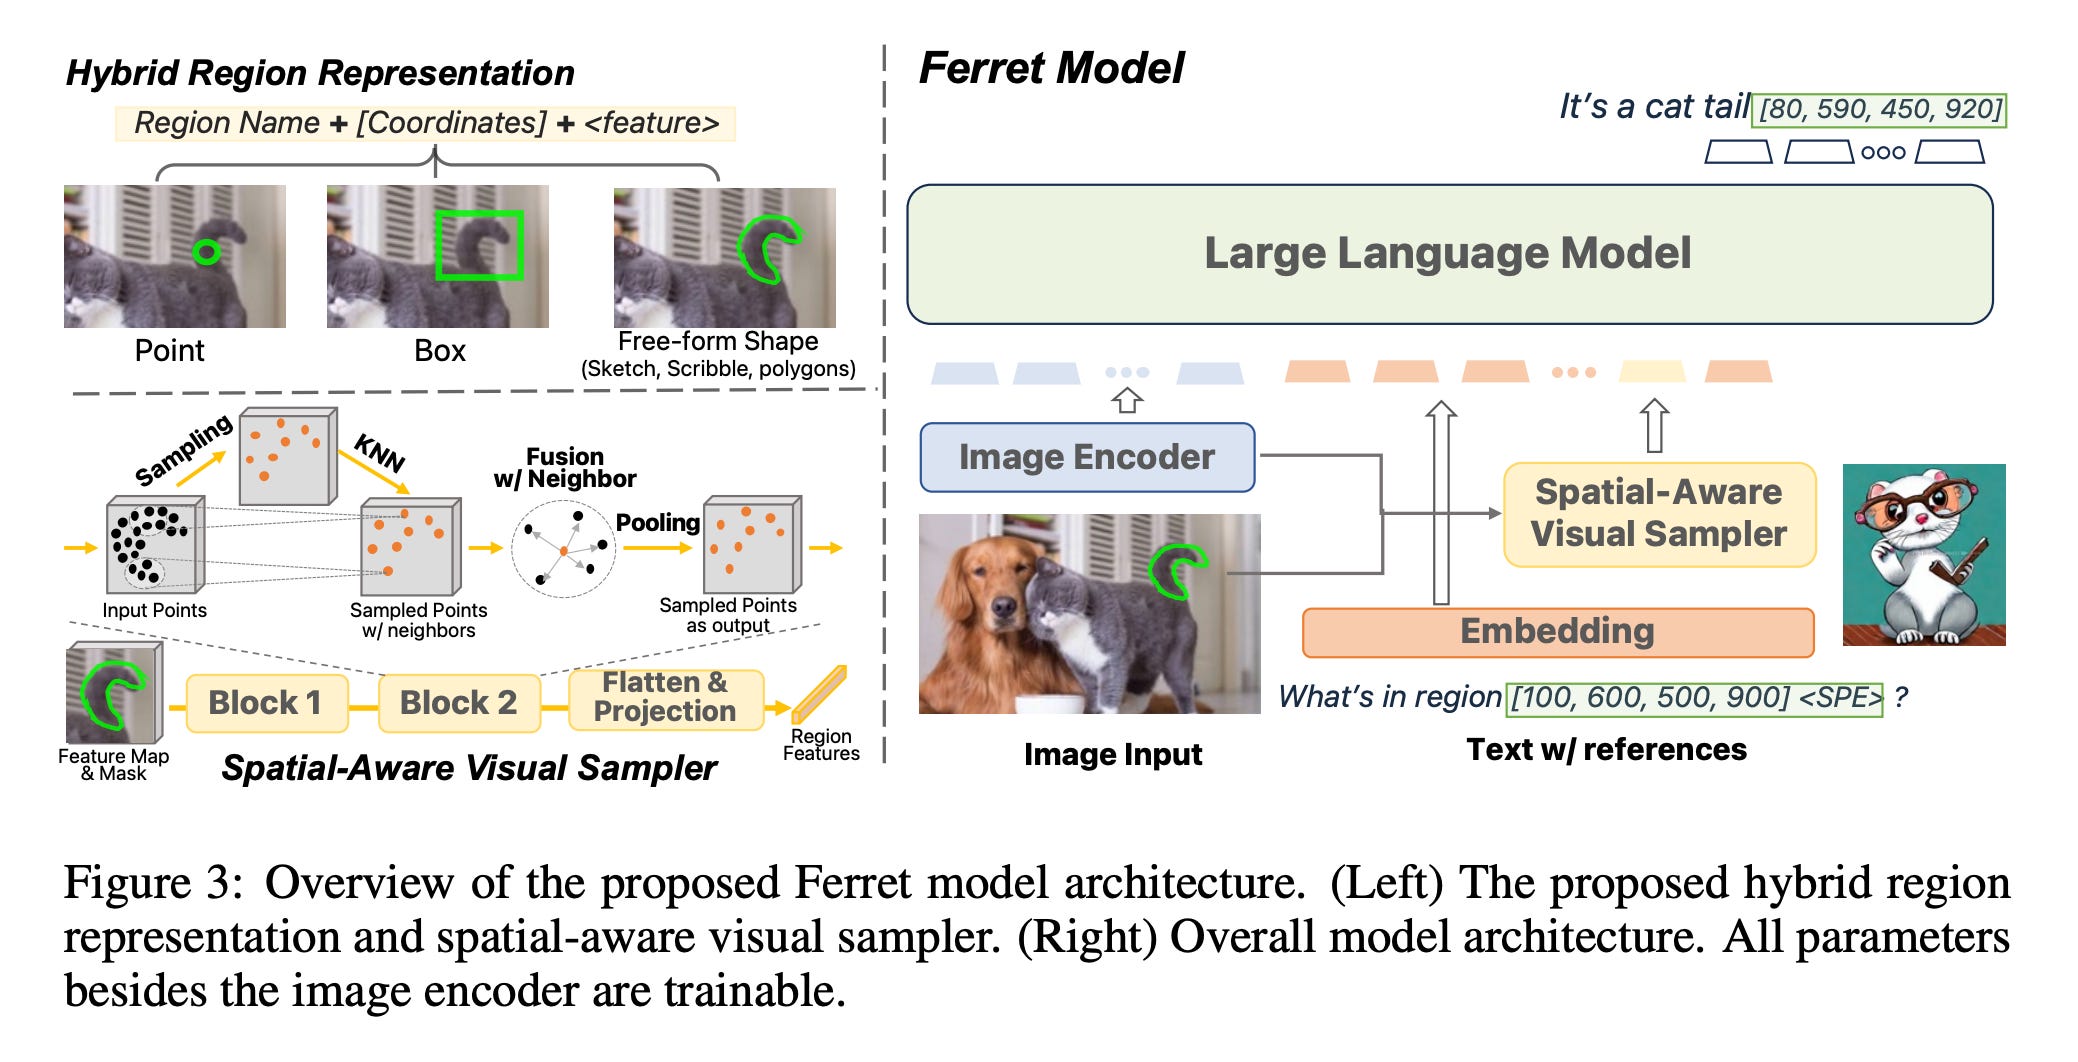 Hybrid Region Representation
Region Name + [Coordinates] + <feature>
Point
Box
Free-form Shape
(Sketch, Scribble, polygons)
Sampling
KNN
Fusion
w/ Neighbor
Pooling
Input Points
Sampled Points
w/ neighbors
Sampled Points
as output
Feature Map
& Mask
Block 1
Block 2
Flatten &
Projection
Region
Features
Spatial-Aware Visual Sampler
Ferret Model
It's a cat tail [80, 590, 450, 920]
Large Language Model
Image Encoder
Spatial-Aware
Visual Sampler
Embedding
What's in region [100, 600, 500, 900] <SPE> ?
Image Input
Text w/ references
Figure 3: Overview of the proposed Ferret model architecture. (Left) The proposed hybrid region
representation and spatial-aware visual sampler. (Right) Overall model architecture. All parameters
besides the image encoder are trainable.